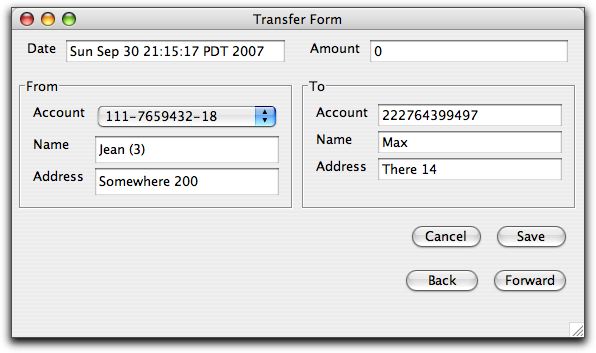 Transfer Form
Date Sun Sep 30 21:15:17 PDT 2007 Amount 0
From
Account 111-7659432-18
Name Jean (3)
Address Somewhere 200
To
Account 222764399497
Name Max
Address There 14
Cancel Save
Back Forward